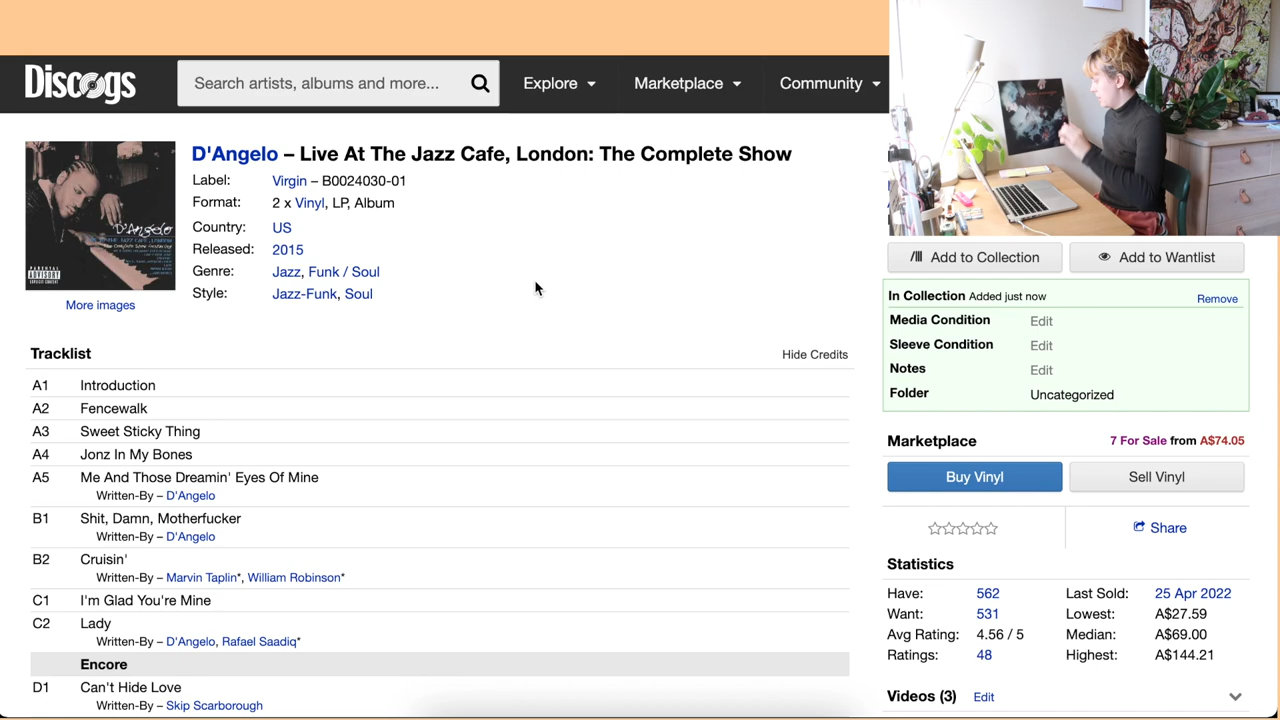 Discogs
Search artists, albums and more...
Explore
Marketplace
Community
D'Angelo – Live At The Jazz Cafe, London: The Complete Show
Label: Virgin – B0024030-01
Format: 2 x Vinyl, LP, Album
Country: US
Released: 2015
Genre: Jazz, Funk / Soul
Style: Jazz-Funk, Soul
D'Angelo
PARENTAL
ADVISORY
More images
Tracklist
Hide Credits
A1 Introduction
A2 Fencewalk
A3 Sweet Sticky Thing
A4 Jonz In My Bones
A5 Me And Those Dreamin' Eyes Of Mine
Written-By – D'Angelo
B1 Shit, Damn, Motherfucker
Written-By – D'Angelo
B2 Cruisin'
Written-By – Marvin Taplin*, William Robinson*
C1 I'm Glad You're Mine
C2 Lady
Written-By – D'Angelo, Rafael Saadiq*
Encore
D1 Can't Hide Love
Written-By – Skip Scarborough
Add to Collection
Add to Wantlist
In Collection Added just now
Remove
Media Condition Edit
Sleeve Condition Edit
Notes Edit
Folder Uncategorized
Marketplace
7 For Sale from A$74.05
Buy Vinyl
Sell Vinyl
Share
Statistics
Have: 562
Want: 531
Avg Rating: 4.56 / 5
Ratings: 48
Last Sold: 25 Apr 2022
Lowest: A$27.59
Median: A$69.00
Highest: A$144.21
Videos (3) Edit